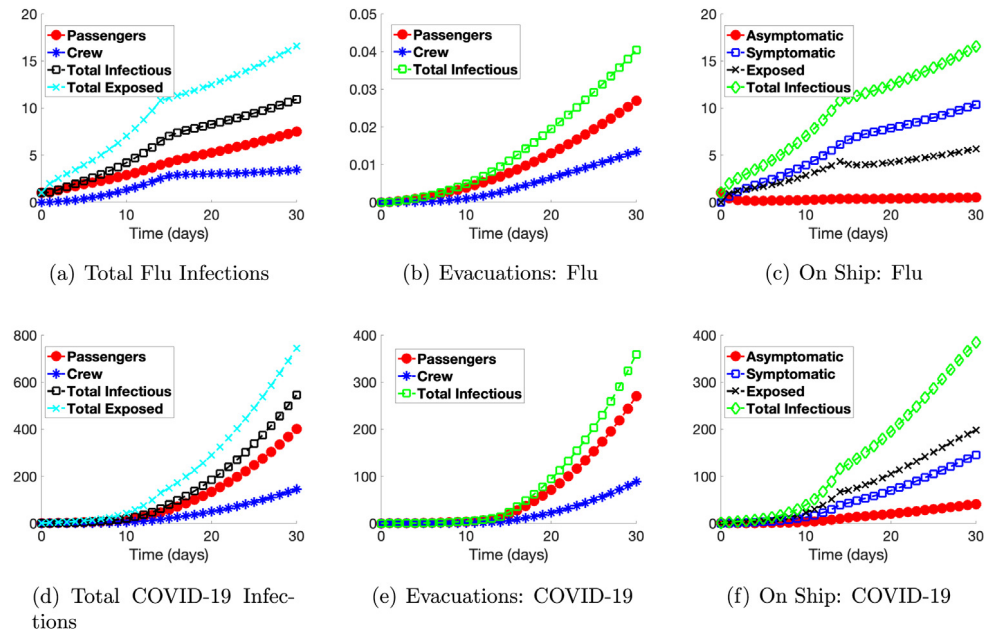 20
15
10
5
0
0 10 20 30
Time (days)
Passengers
Crew
Total Infectious
Total Exposed
(a) Total Flu Infections
0.05
0.04
0.03
0.02
0.01
0
0 10 20 30
Time (days)
Passengers
Crew
Total Infectious
(b) Evacuations: Flu
20
15
10
5
0
0 10 20 30
Time (days)
Asymptomatic
Symptomatic
Exposed
Total Infectious
(c) On Ship: Flu
800
600
400
200
0
0 10 20 30
Time (days)
Passengers
Crew
Total Infectious
Total Exposed
(d) Total COVID-19 Infec-
tions
400
300
200
100
0
0 10 20 30
Time (days)
Passengers
Crew
Total Infectious
(e) Evacuations: COVID-19
400
300
200
100
0
0 10 20 30
Time (days)
Asymptomatic
Symptomatic
Exposed
Total Infectious
(f) On Ship: COVID-19